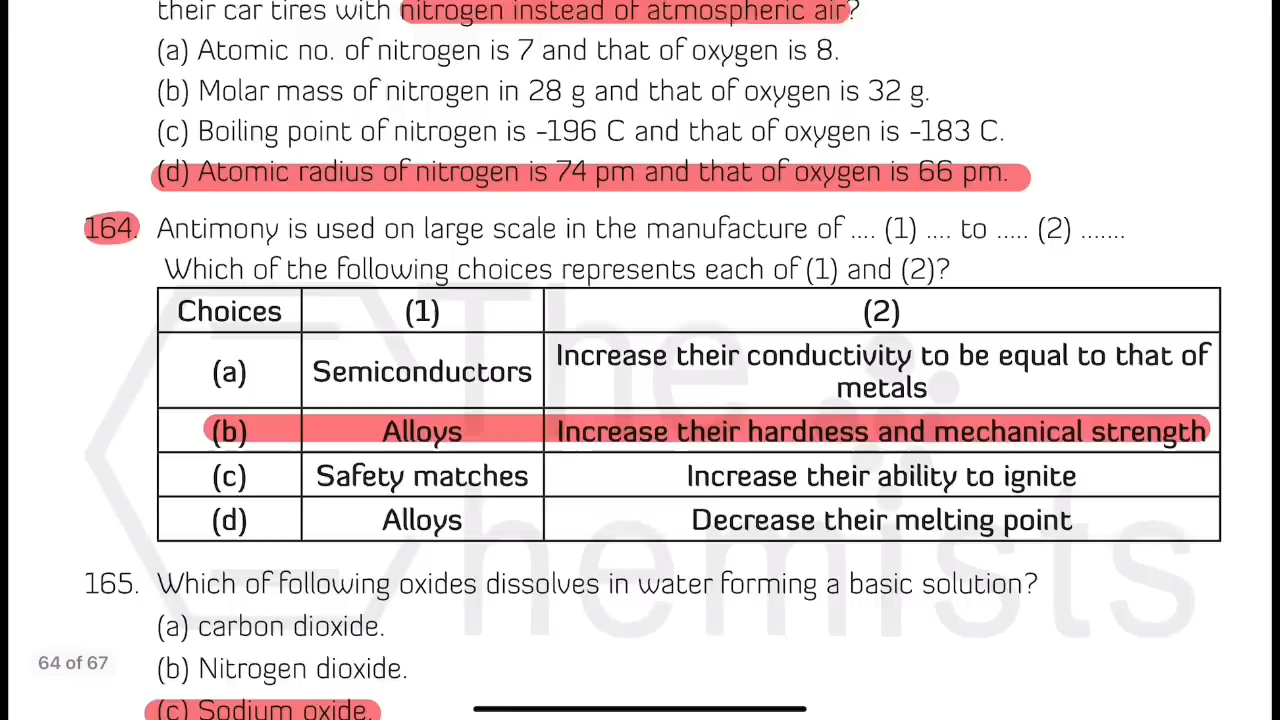 their car tires with nitrogen instead of atmospheric air?
(a) Atomic no. of nitrogen is 7 and that of oxygen is 8.
(b) Molar mass of nitrogen in 28 g and that of oxygen is 32 g.
(c) Boiling point of nitrogen is -196 C and that of oxygen is -183 C.
(d) Atomic radius of nitrogen is 74 pm and that of oxygen is 66 pm.
164. Antimony is used on large scale in the manufacture of .... (1) .... to ..... (2) .......
Which of the following choices represents each of (1) and (2)?
Choices (1) (2)
(a) Semiconductors Increase their conductivity to be equal to that of
metals
(b) Alloys Increase their hardness and mechanical strength
(c) Safety matches Increase their ability to ignite
(d) Alloys Decrease their melting point
165. Which of following oxides dissolves in water forming a basic solution?
(a) carbon dioxide.
(b) Nitrogen dioxide.
(c) Sodium oxide.
64 of 67
The
Chemists